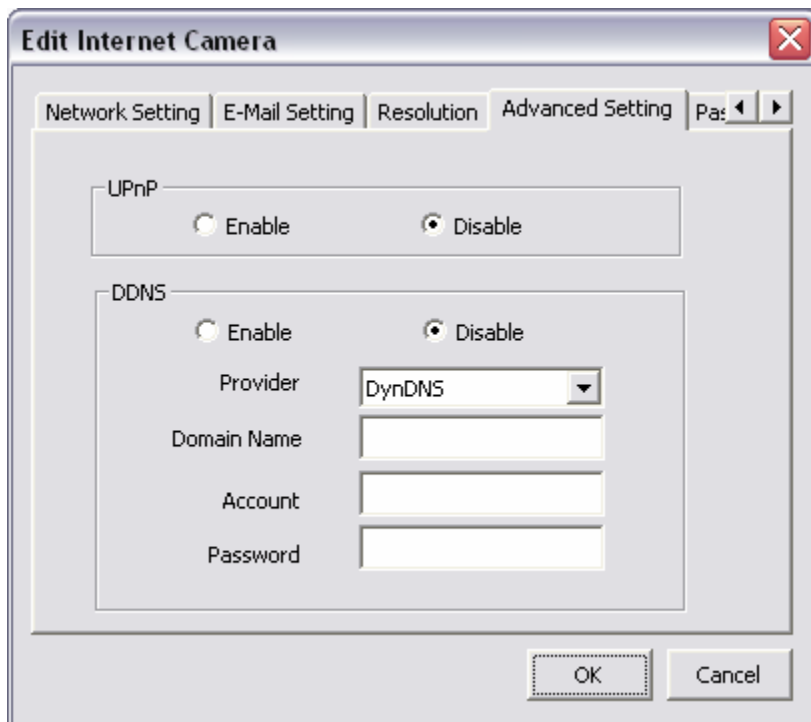 Edit Internet Camera
Network Setting E-Mail Setting Resolution Advanced Setting Pas
UPnP
Enable Disable
DDNS
Enable Disable
Provider DynDNS
Domain Name
Account
Password
OK Cancel